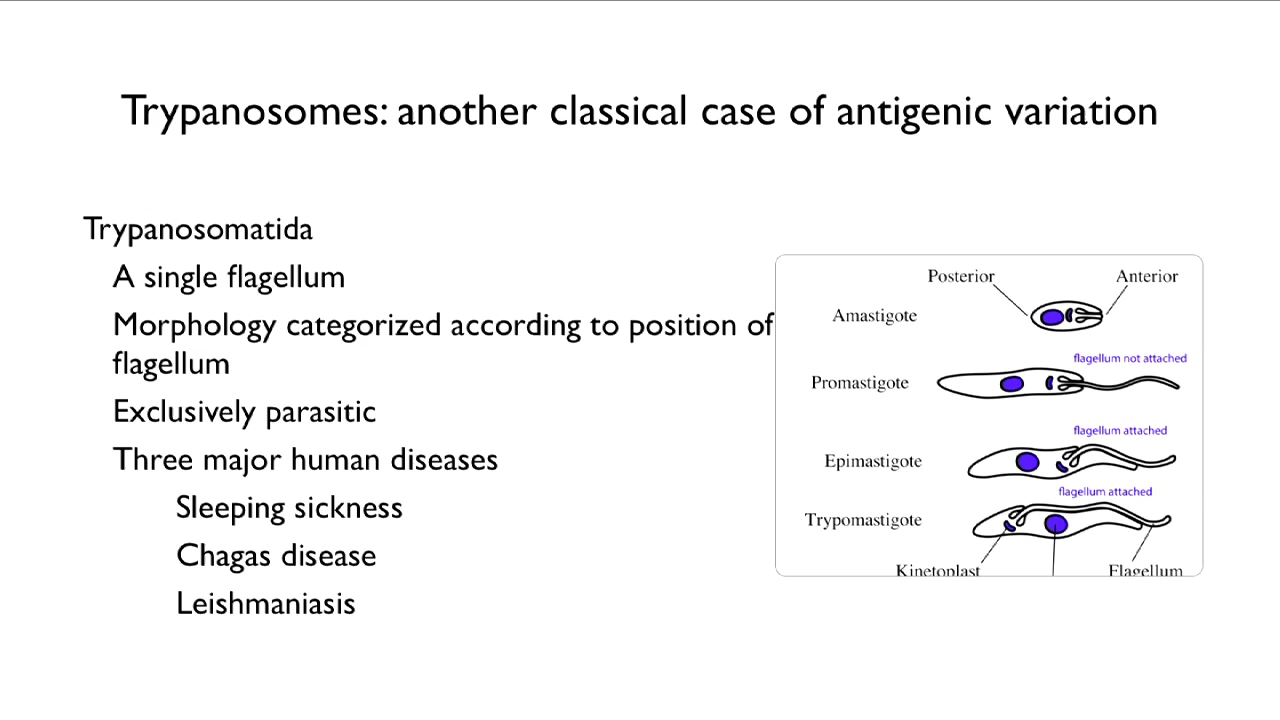 Trypanosomes: another classical case of antigenic variation
Trypanosomatida
A single flagellum
Morphology categorized according to position of
flagellum
Exclusively parasitic
Three major human diseases
Sleeping sickness
Chagas disease
Leishmaniasis
Posterior Anterior
Amastigote
flagellum not attached
Promastigote
flagellum attached
Epimastigote
flagellum attached
Trypomastigote
Kinetoplast Flagellum